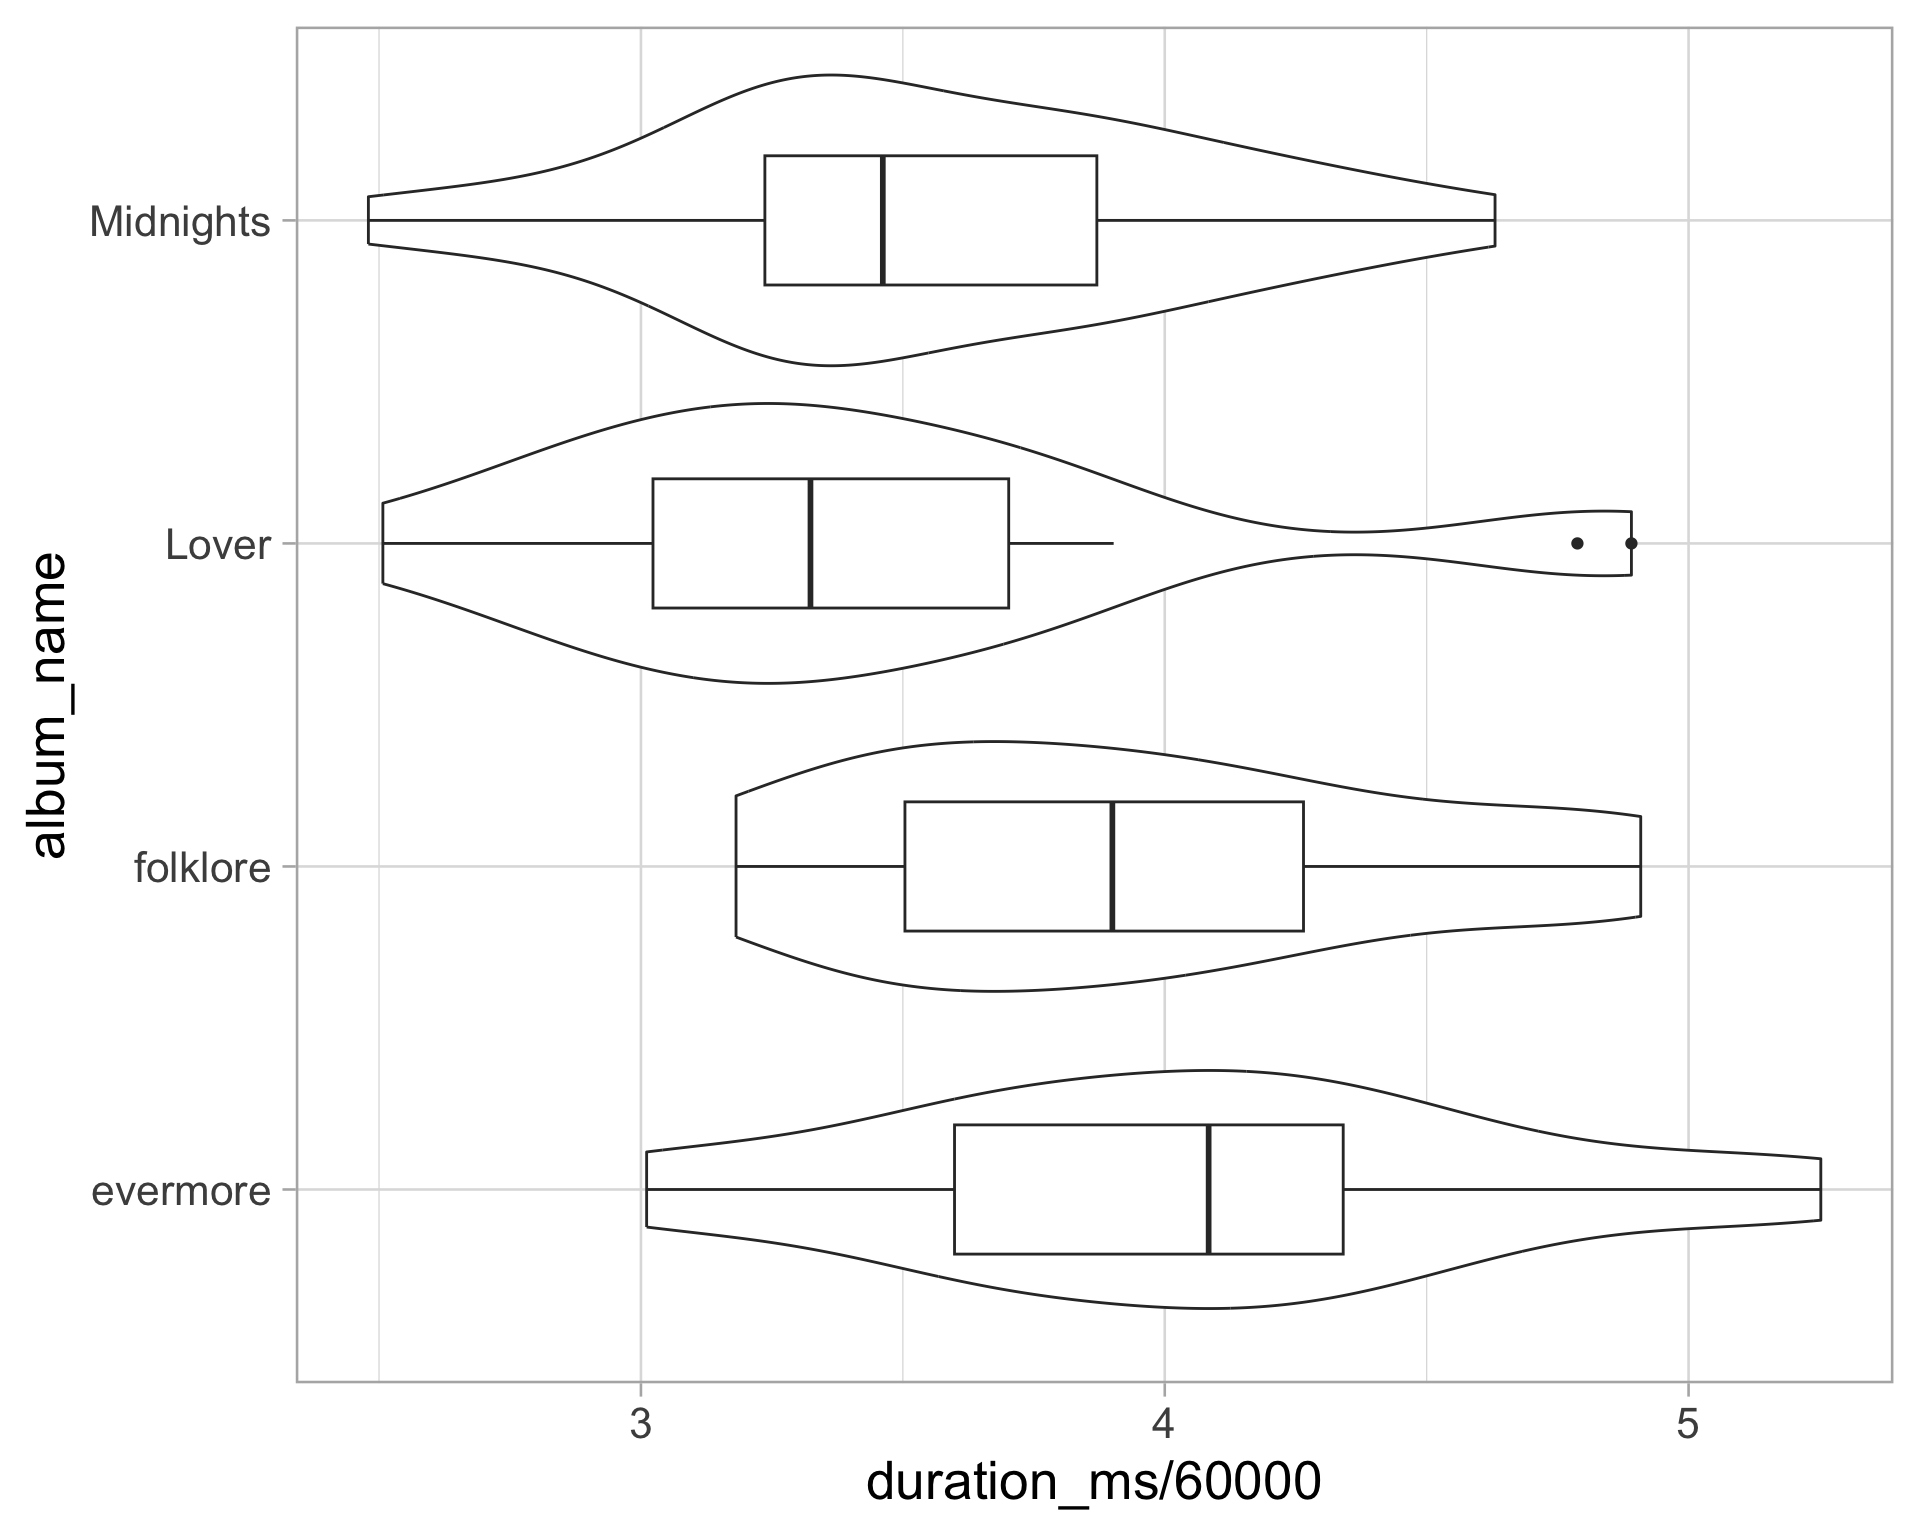 album_name
Midnights
Lover
folklore
evermore
3 4 5
duration_ms/60000